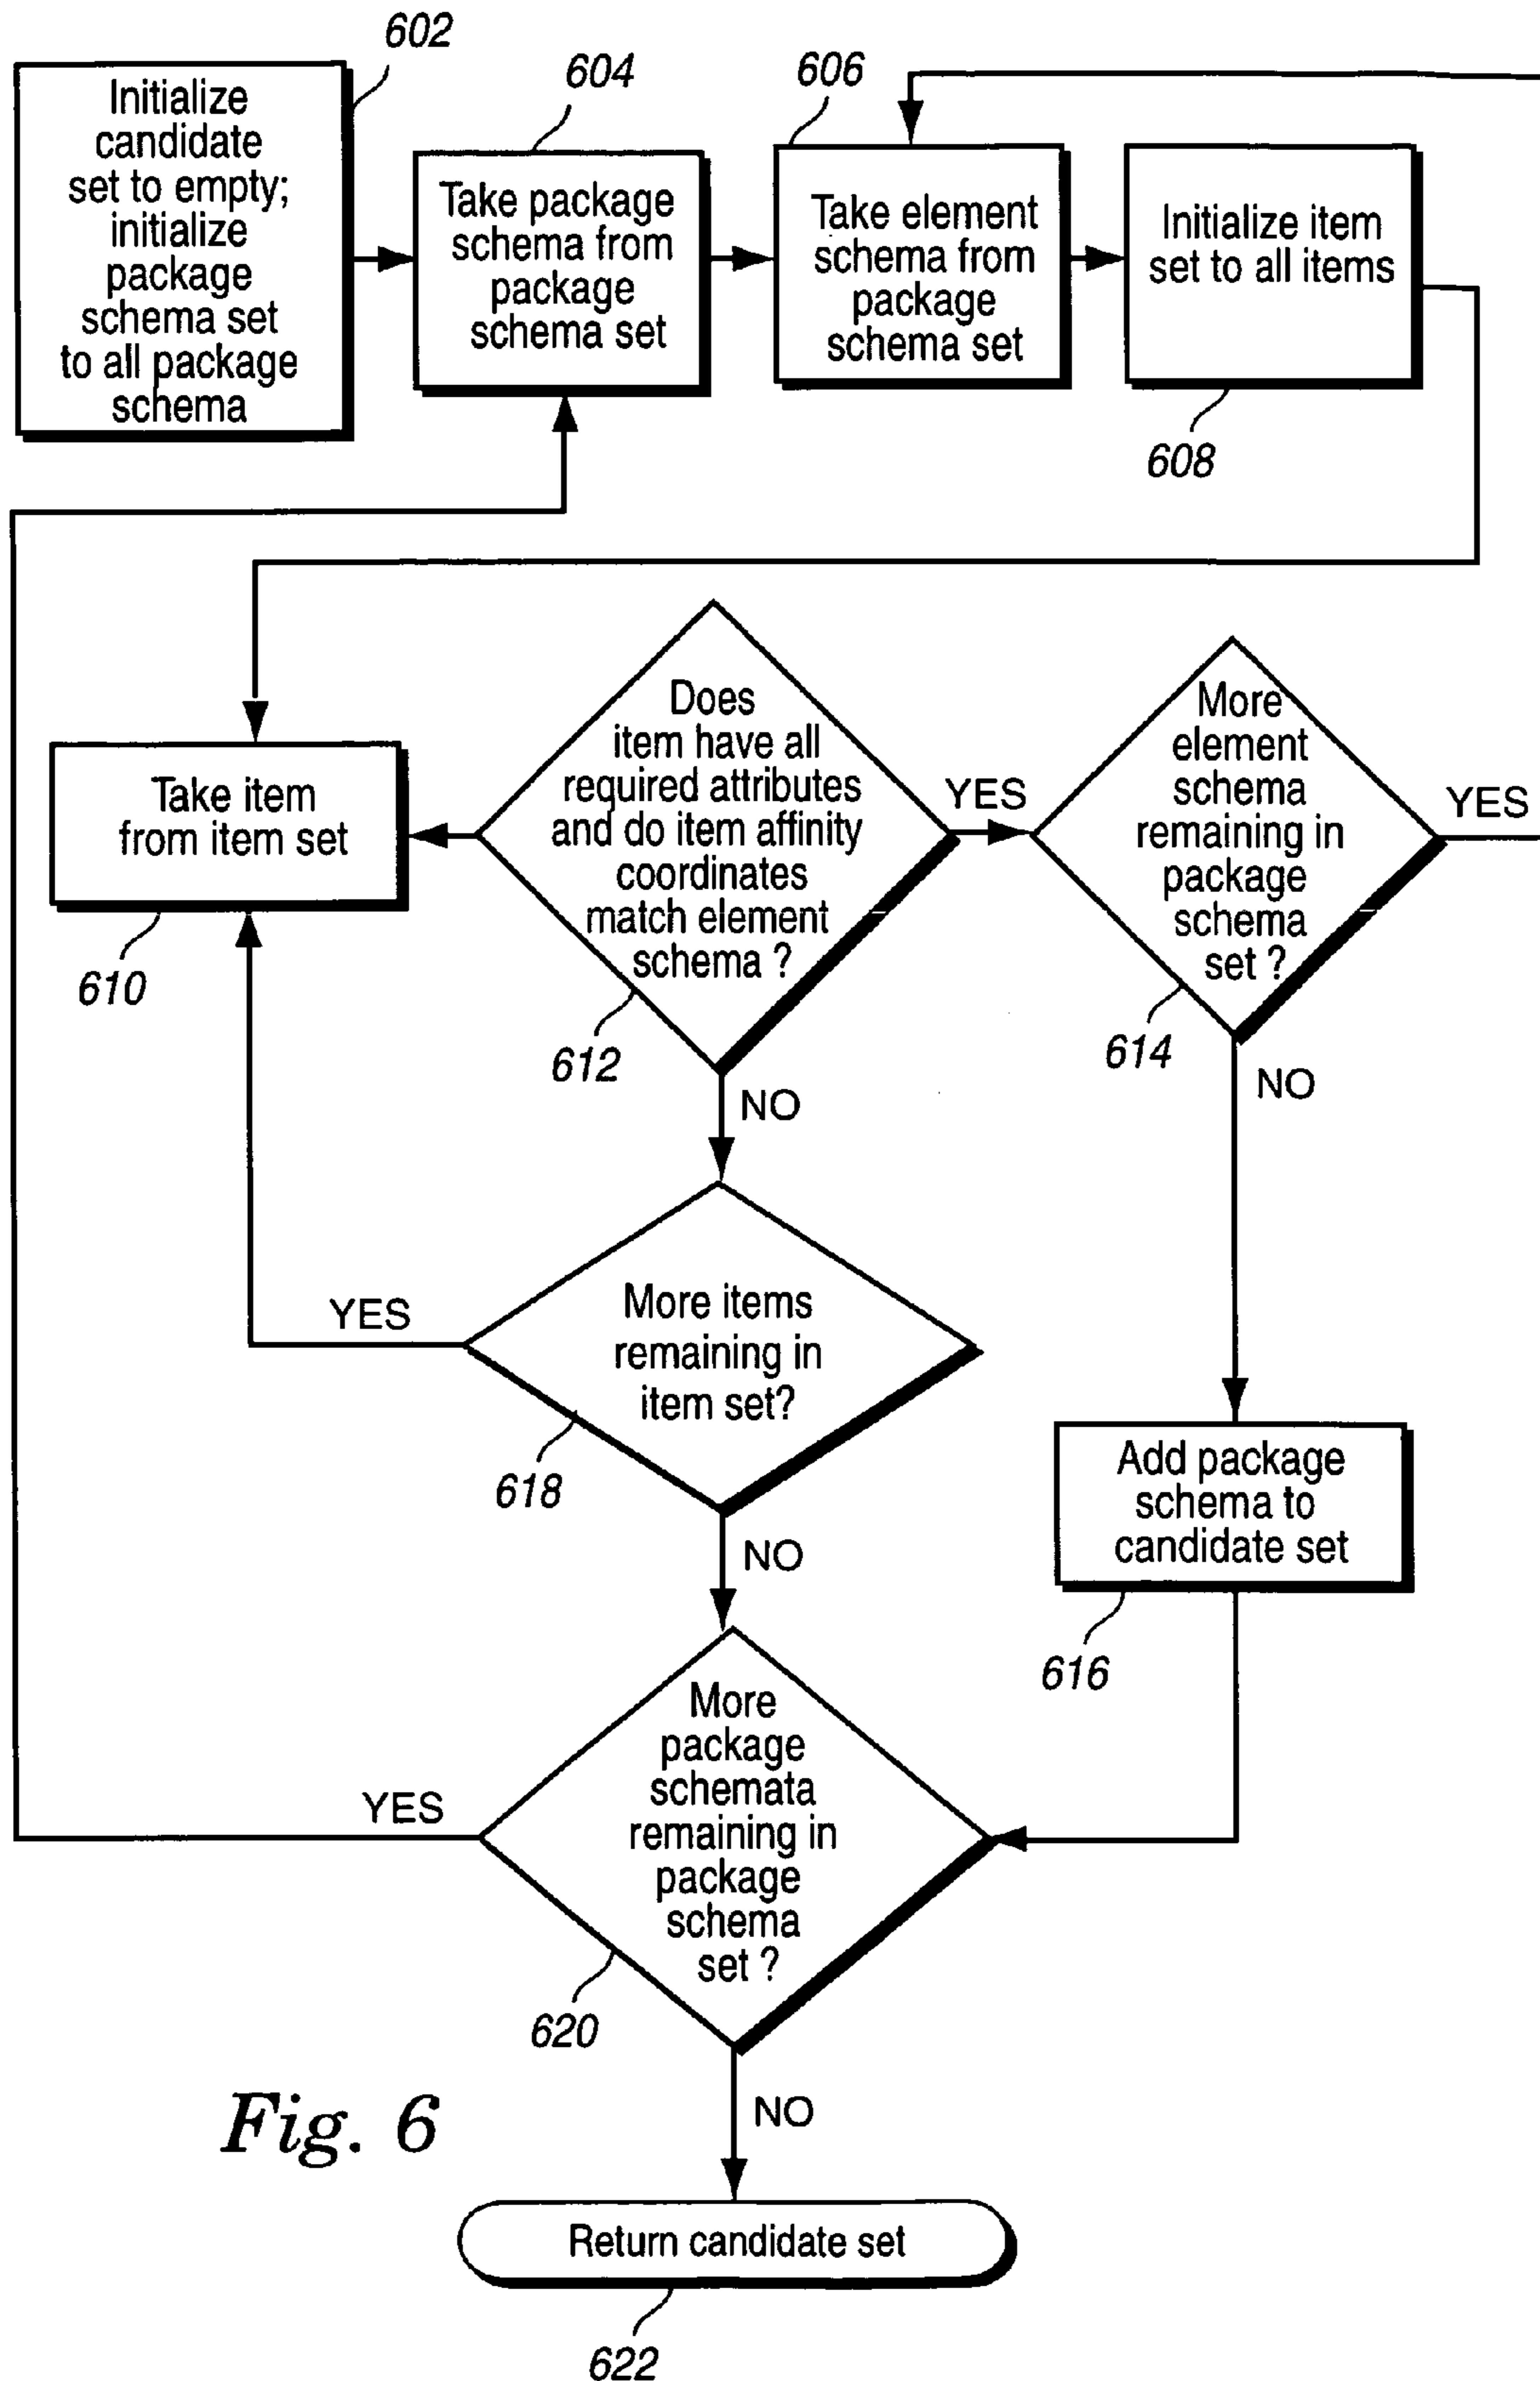 602
Initialize
candidate
set to empty;
initialize
package
schema set
to all package
schema
604
Take package
schema from
package
schema set
606
Take element
schema from
package
schema set
Initialize item
set to all items
608
Take item
from item set
610
Does
item have all
required attributes
and do item affinity
coordinates
match element
schema ?
612
YES
NO
More
element
schema
remaining in
package
schema
set ?
614
YES
NO
More items
remaining in
item set?
618
YES
NO
Add package
schema to
candidate set
616
More
package
schemata
remaining in
package
schema
set ?
620
YES
NO
Fig. 6
Return candidate set
622